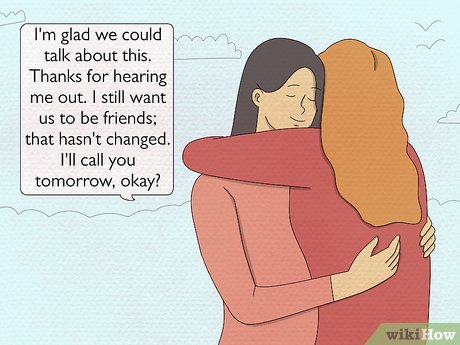 I'm glad we could
talk about this.
Thanks for hearing
me out. I still want
us to be friends;
that hasn't changed.
I'll call you
tomorrow, okay?
wikiHow